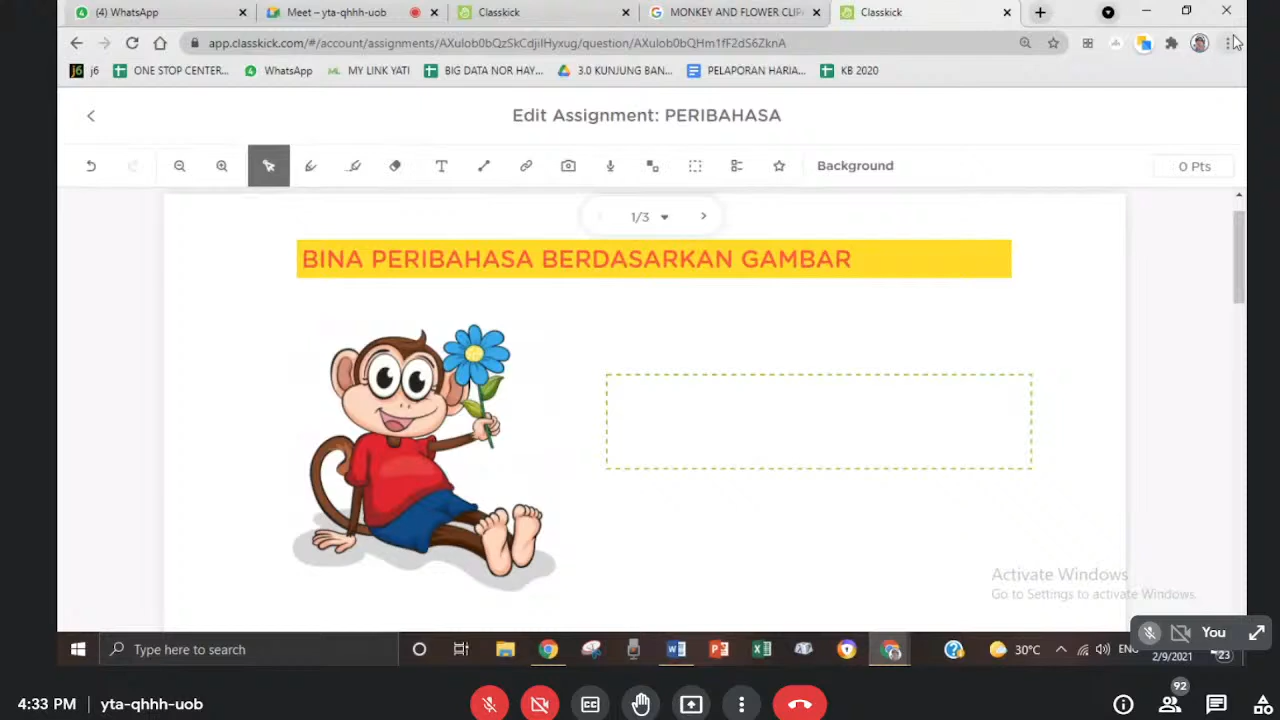 (4) WhatsApp
Meet – yta-qhhh-uob
Classkick
MONKEY AND FLOWER CLIP
Classkick
app.classkick.com/#/account/assignments/AXulob0bQzSkCdjiIHyxug/question/AXulob0bQHm1fF2dS6ZknA
j6
ONE STOP CENTER...
WhatsApp
MY LINK YATI
BIG DATA NOR HAY...
3.0 KUNJUNG BAN...
PELAPORAN HARIA...
KB 2020
Edit Assignment: PERIBAHASA
T
Background
0 Pts
1/3
BINA PERIBAHASA BERDASARKAN GAMBAR
Activate Windows
Go to Settings to activate Windows.
You
Type here to search
30°C
ENG
2/9/2021
23
4:33 PM
yta-qhhh-uob
92